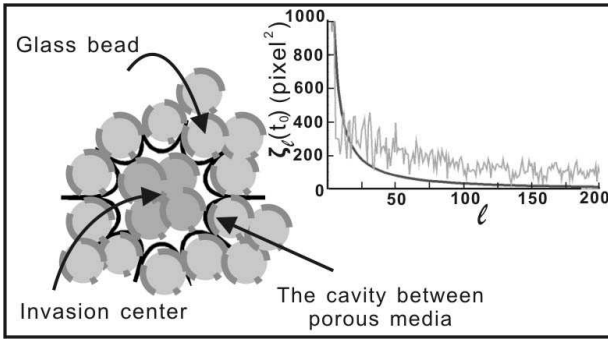 Glass bead
Invasion center
The cavity between
porous media
ζℓ(t₀) (pixel²)
1000
800
600
400
200
0
50
100
150
200
ℓ